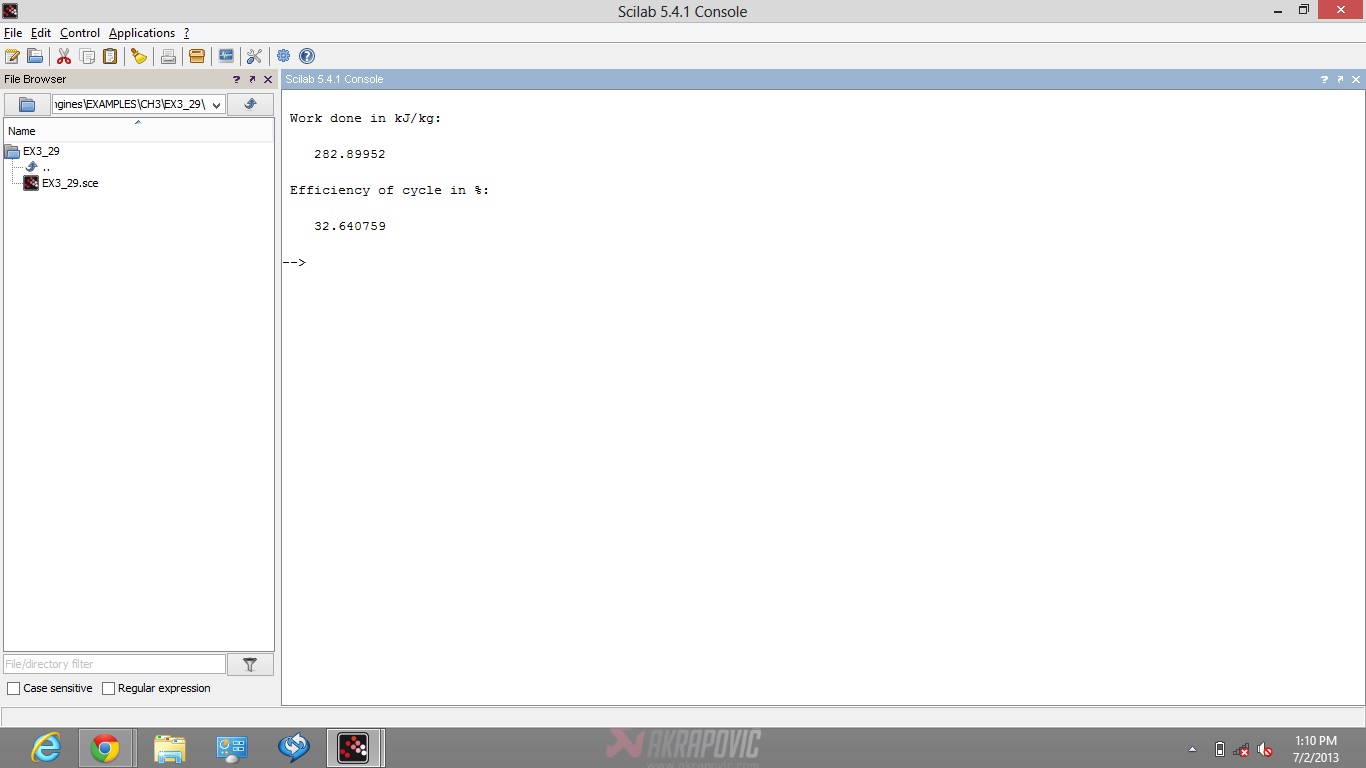 Scilab 5.4.1 Console
File Edit Control Applications ?
File Browser
Scilab 5.4.1 Console
\EXAMPLES\CH3\EX3_29\
Name
EX3_29
..
EX3_29.sce
File/directory filter
Case sensitive Regular expression
Work done in kJ/kg:
282.89952
Efficiency of cycle in %:
32.640759
-->
AKRAPOVIC
www.akrapovic.com
1:10 PM
7/2/2013